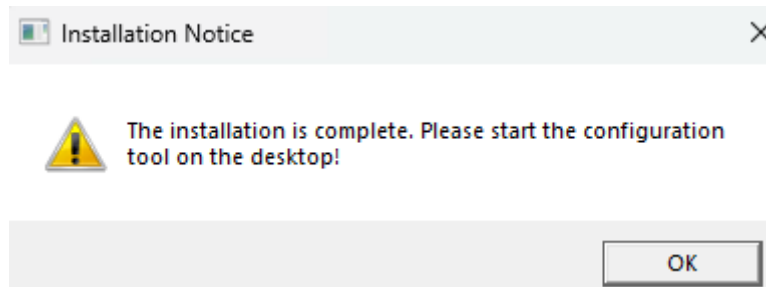 Installation Notice
The installation is complete. Please start the configuration
tool on the desktop!
OK